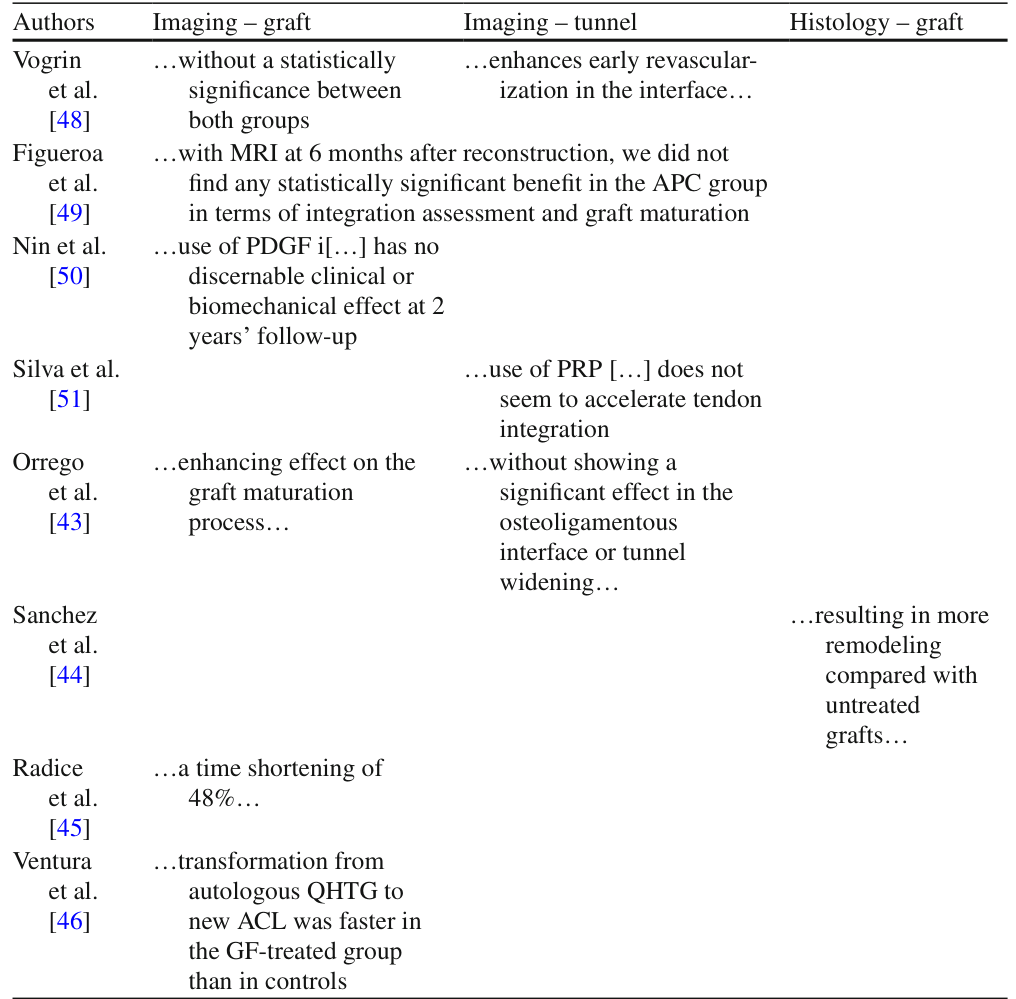 Authors Imaging – graft Imaging – tunnel Histology – graft
Vogrin …without a statistically …enhances early revascular-
et al. significance between ization in the interface…
[48] both groups
Figueroa …with MRI at 6 months after reconstruction, we did not
et al. find any statistically significant benefit in the APC group
[49] in terms of integration assessment and graft maturation
Nin et al. …use of PDGF i[…] has no
[50] discernable clinical or
biomechanical effect at 2
years’ follow-up
Silva et al. …use of PRP […] does not
[51] seem to accelerate tendon
integration
Orrego …enhancing effect on the …without showing a
et al. graft maturation significant effect in the
[43] process… osteoligamentous
interface or tunnel
widening…
Sanchez …resulting in more
et al. remodeling
[44] compared with
untreated
grafts…
Radice …a time shortening of
et al. 48%…
[45]
Ventura …transformation from
et al. autologous QHTG to
[46] new ACL was faster in
the GF-treated group
than in controls